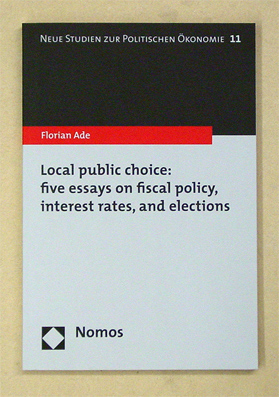 Neue Studien zur Politischen Ökonomie 11
Florian Ade
Local public choice:
five essays on fiscal policy,
interest rates, and elections
Nomos